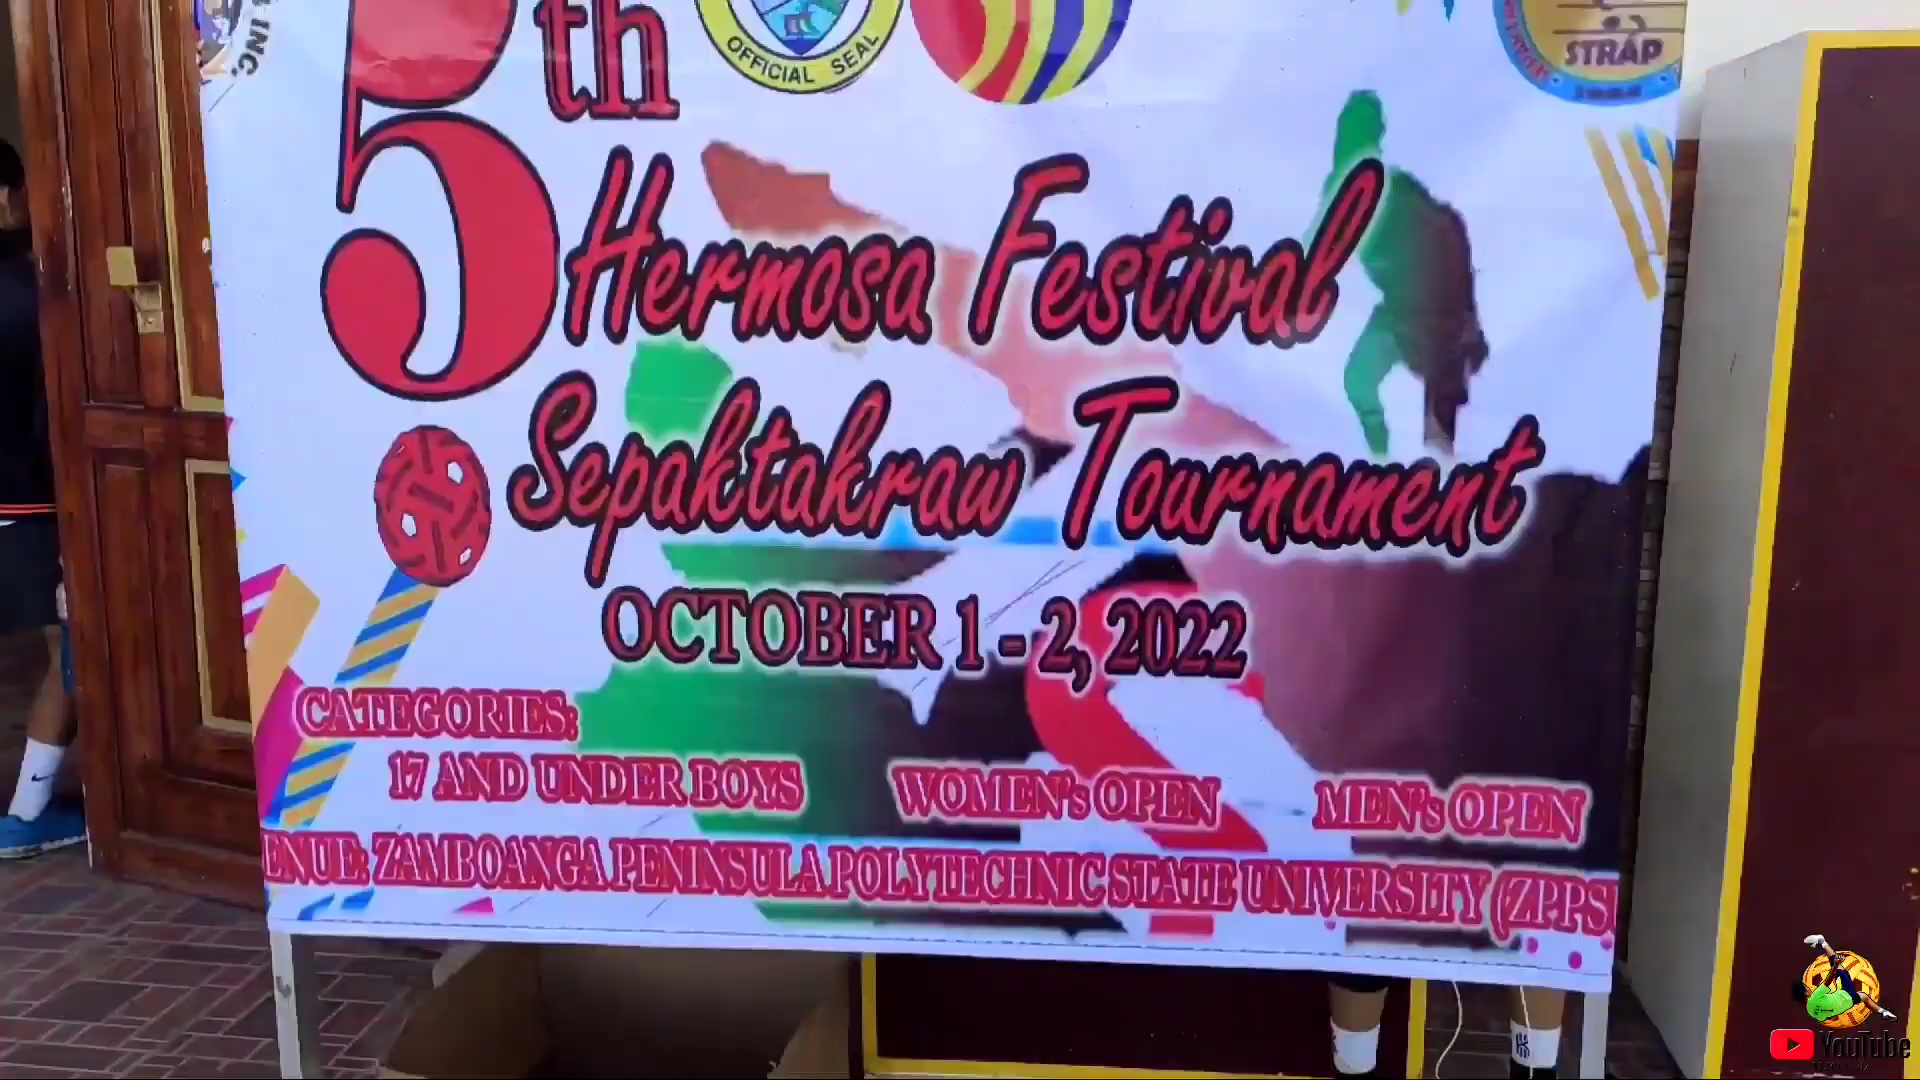 5th
OFFICIAL SEAL
STRAP
Hermosa Festival
Sepaktakraw Tournament
OCTOBER 1 - 2, 2022
CATEGORIES:
17 AND UNDER BOYS WOMEN's OPEN MEN's OPEN
ENUE: ZAMBOANGA PENINSULA POLYTECHNIC STATE UNIVERSITY (ZPPSU
YouTube